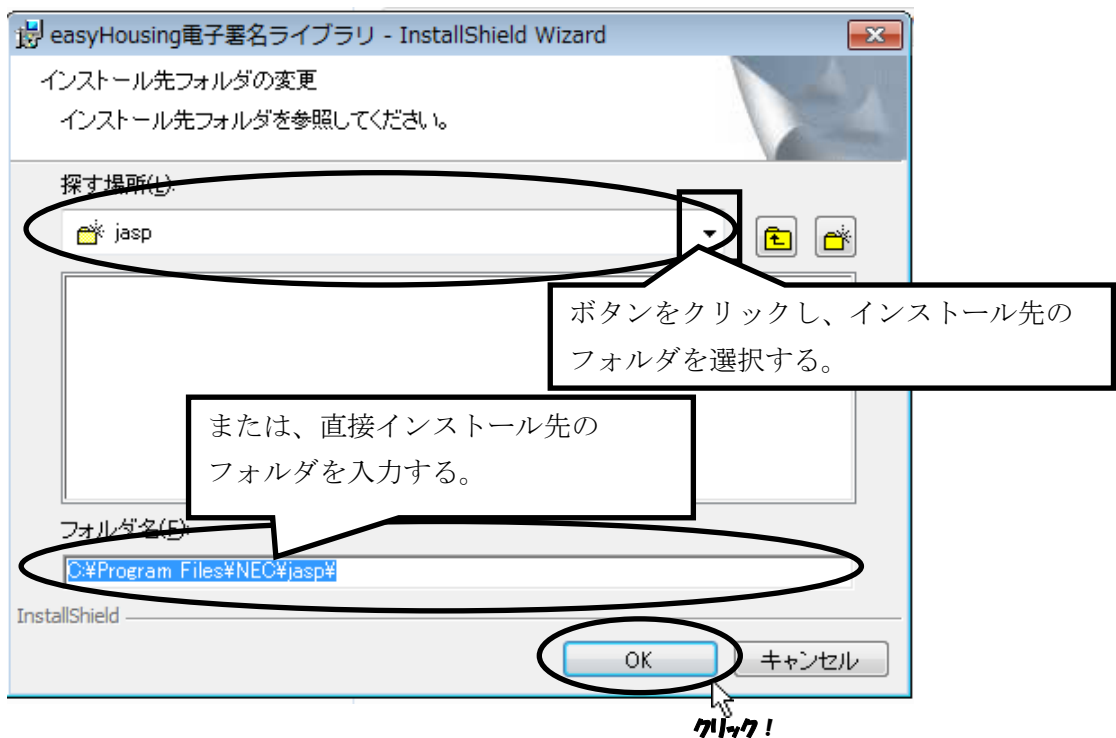 easyHousing電子署名ライブラリ - InstallShield Wizard
インストール先フォルダの変更
インストール先フォルダを参照してください。
探す場所(L):
jasp
ボタンをクリックし、インストール先の
フォルダを選択する。
または、直接インストール先の
フォルダを入力する。
フォルダ名(F):
C:¥Program Files¥NEC¥jasp¥
InstallShield
OK
キャンセル
クリック！